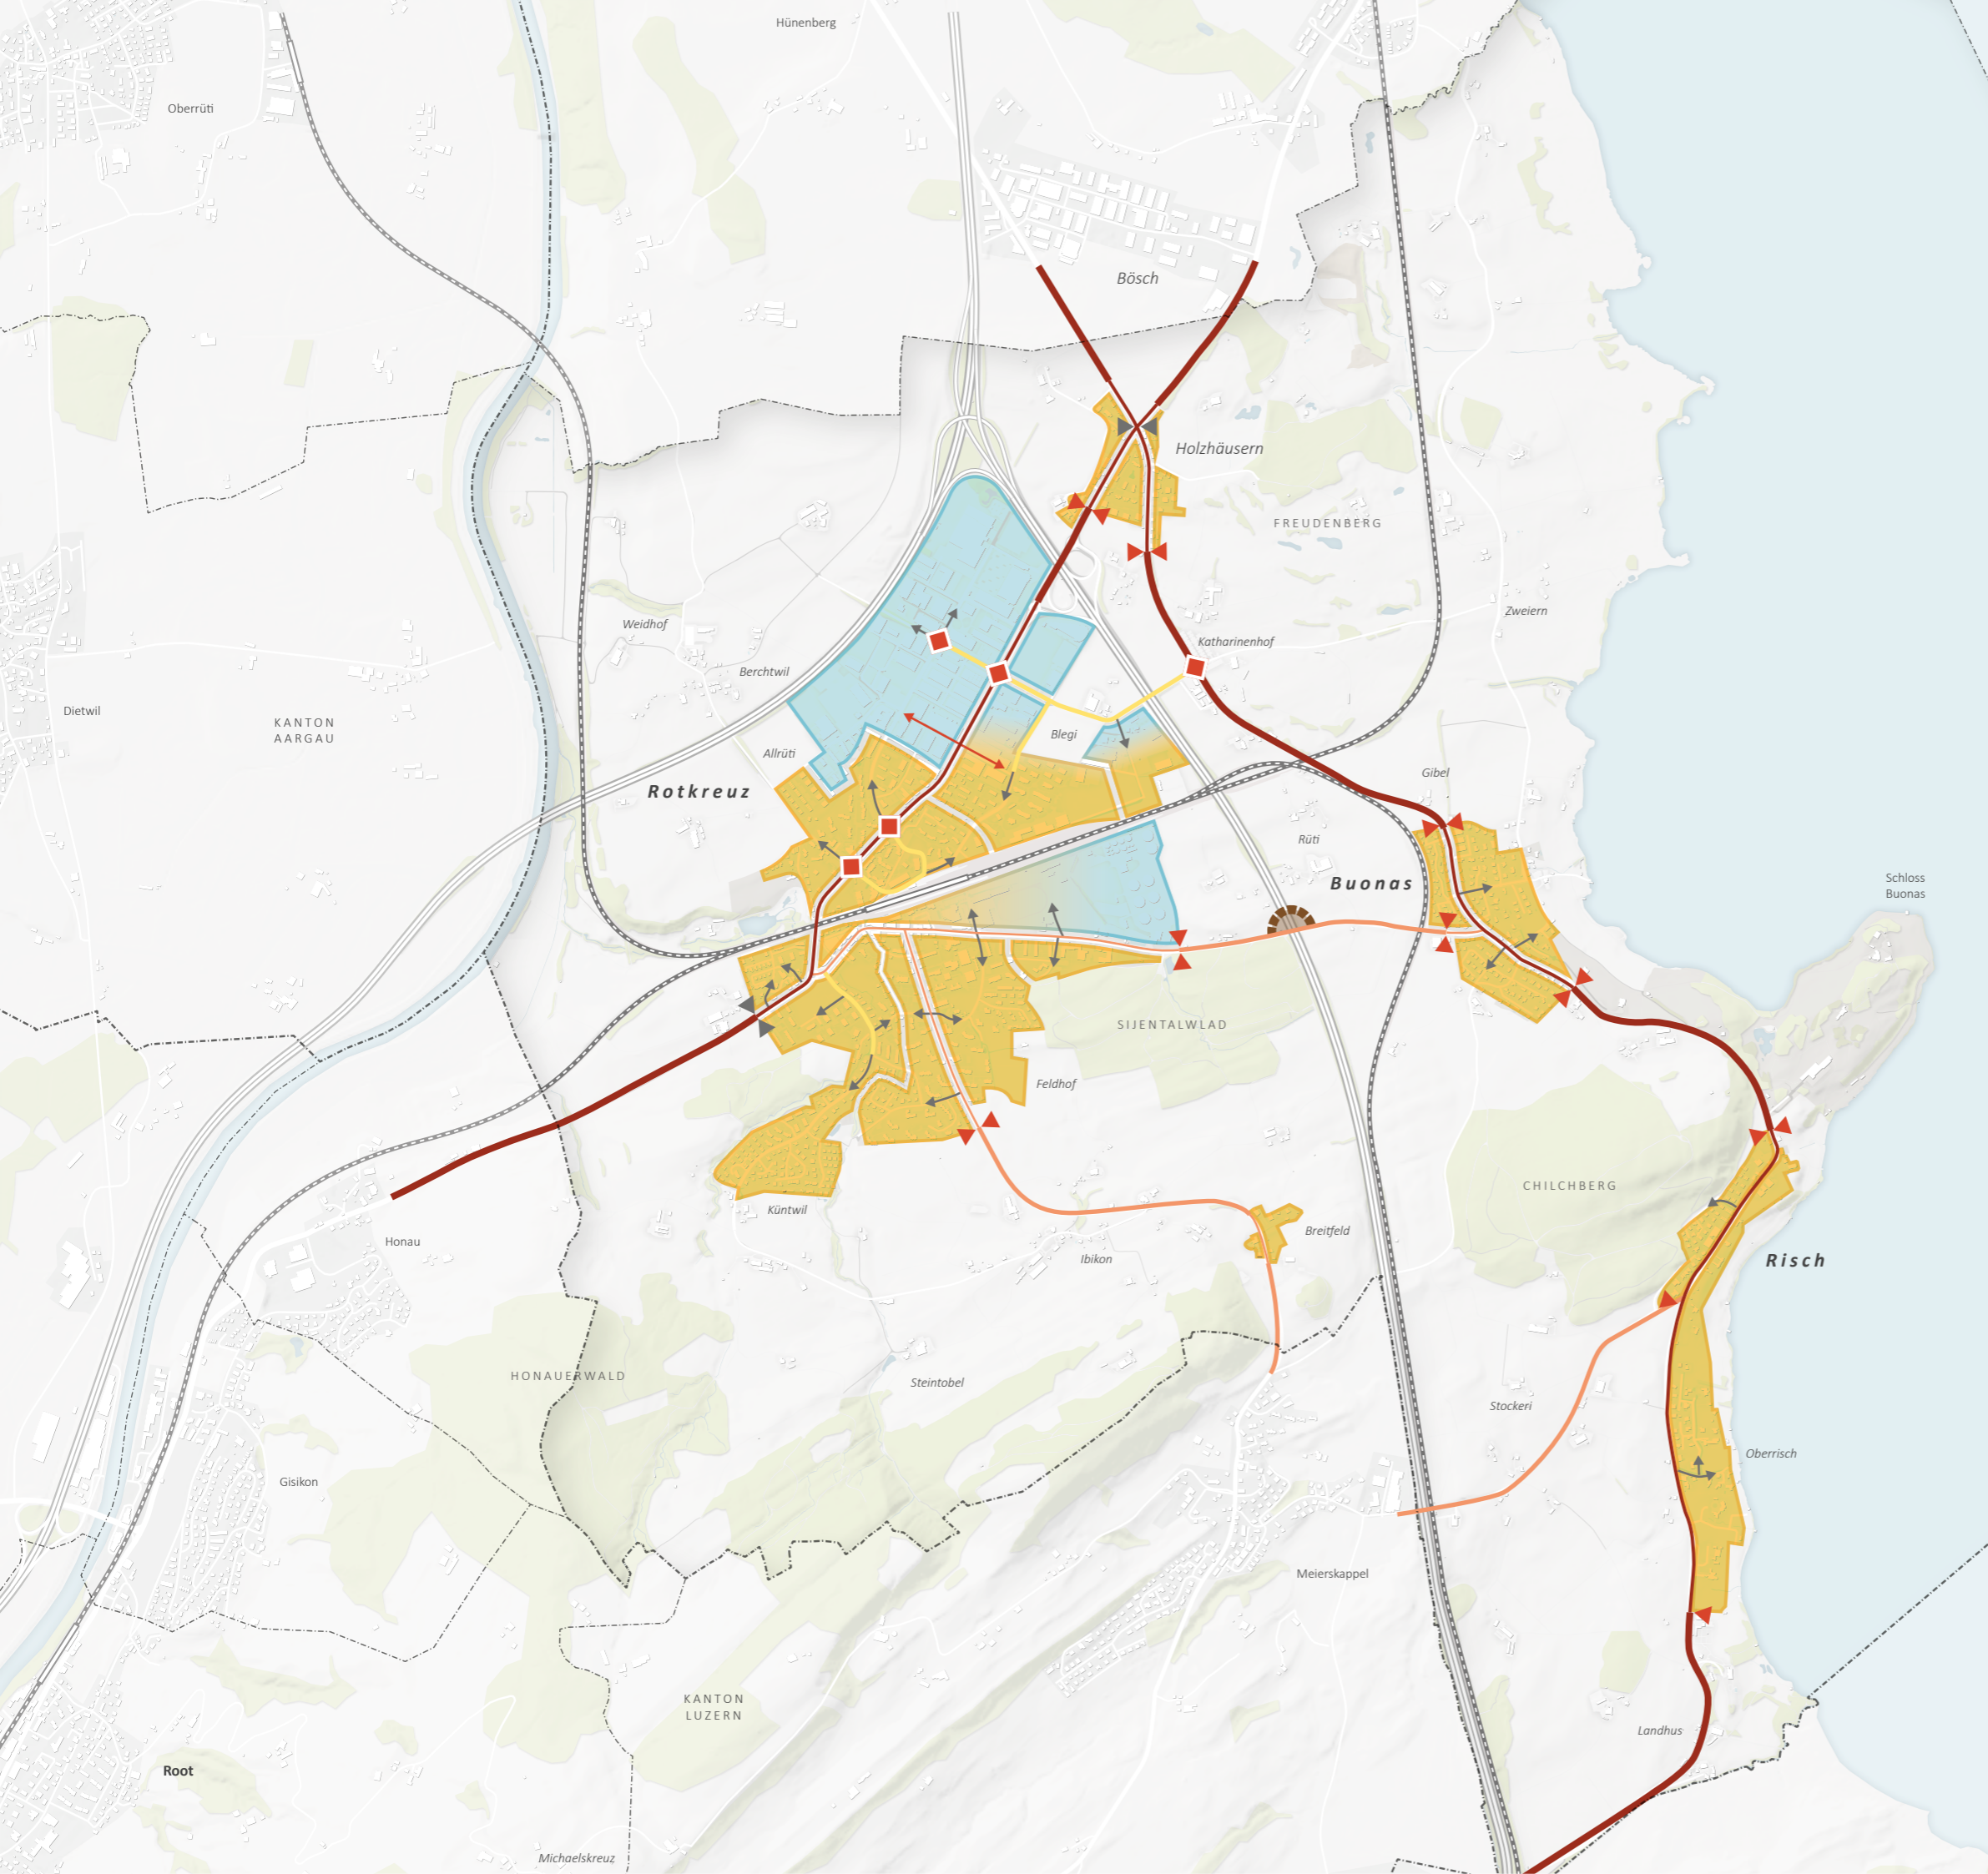 Hünenberg
Oberrüti
Bösch
Holzhäusern
FREUDENBERG
Zweiern
Weidhof
Katharinenhof
Berchtwil
Dietwil
KANTON
AARGAU
Blegi
Allrüti
Gibel
Rotkreuz
Rüti
Buonas
Schloss
Buonas
SIJENTALWLAD
Feldhof
CHILCHBERG
Küntwil
Breitfeld
Honau
Ibikon
Risch
HONAUERWALD
Steintobel
Stockeri
Oberrisch
Gisikon
Meierskappel
KANTON
LUZERN
Landhus
Root
Michaelskreuz